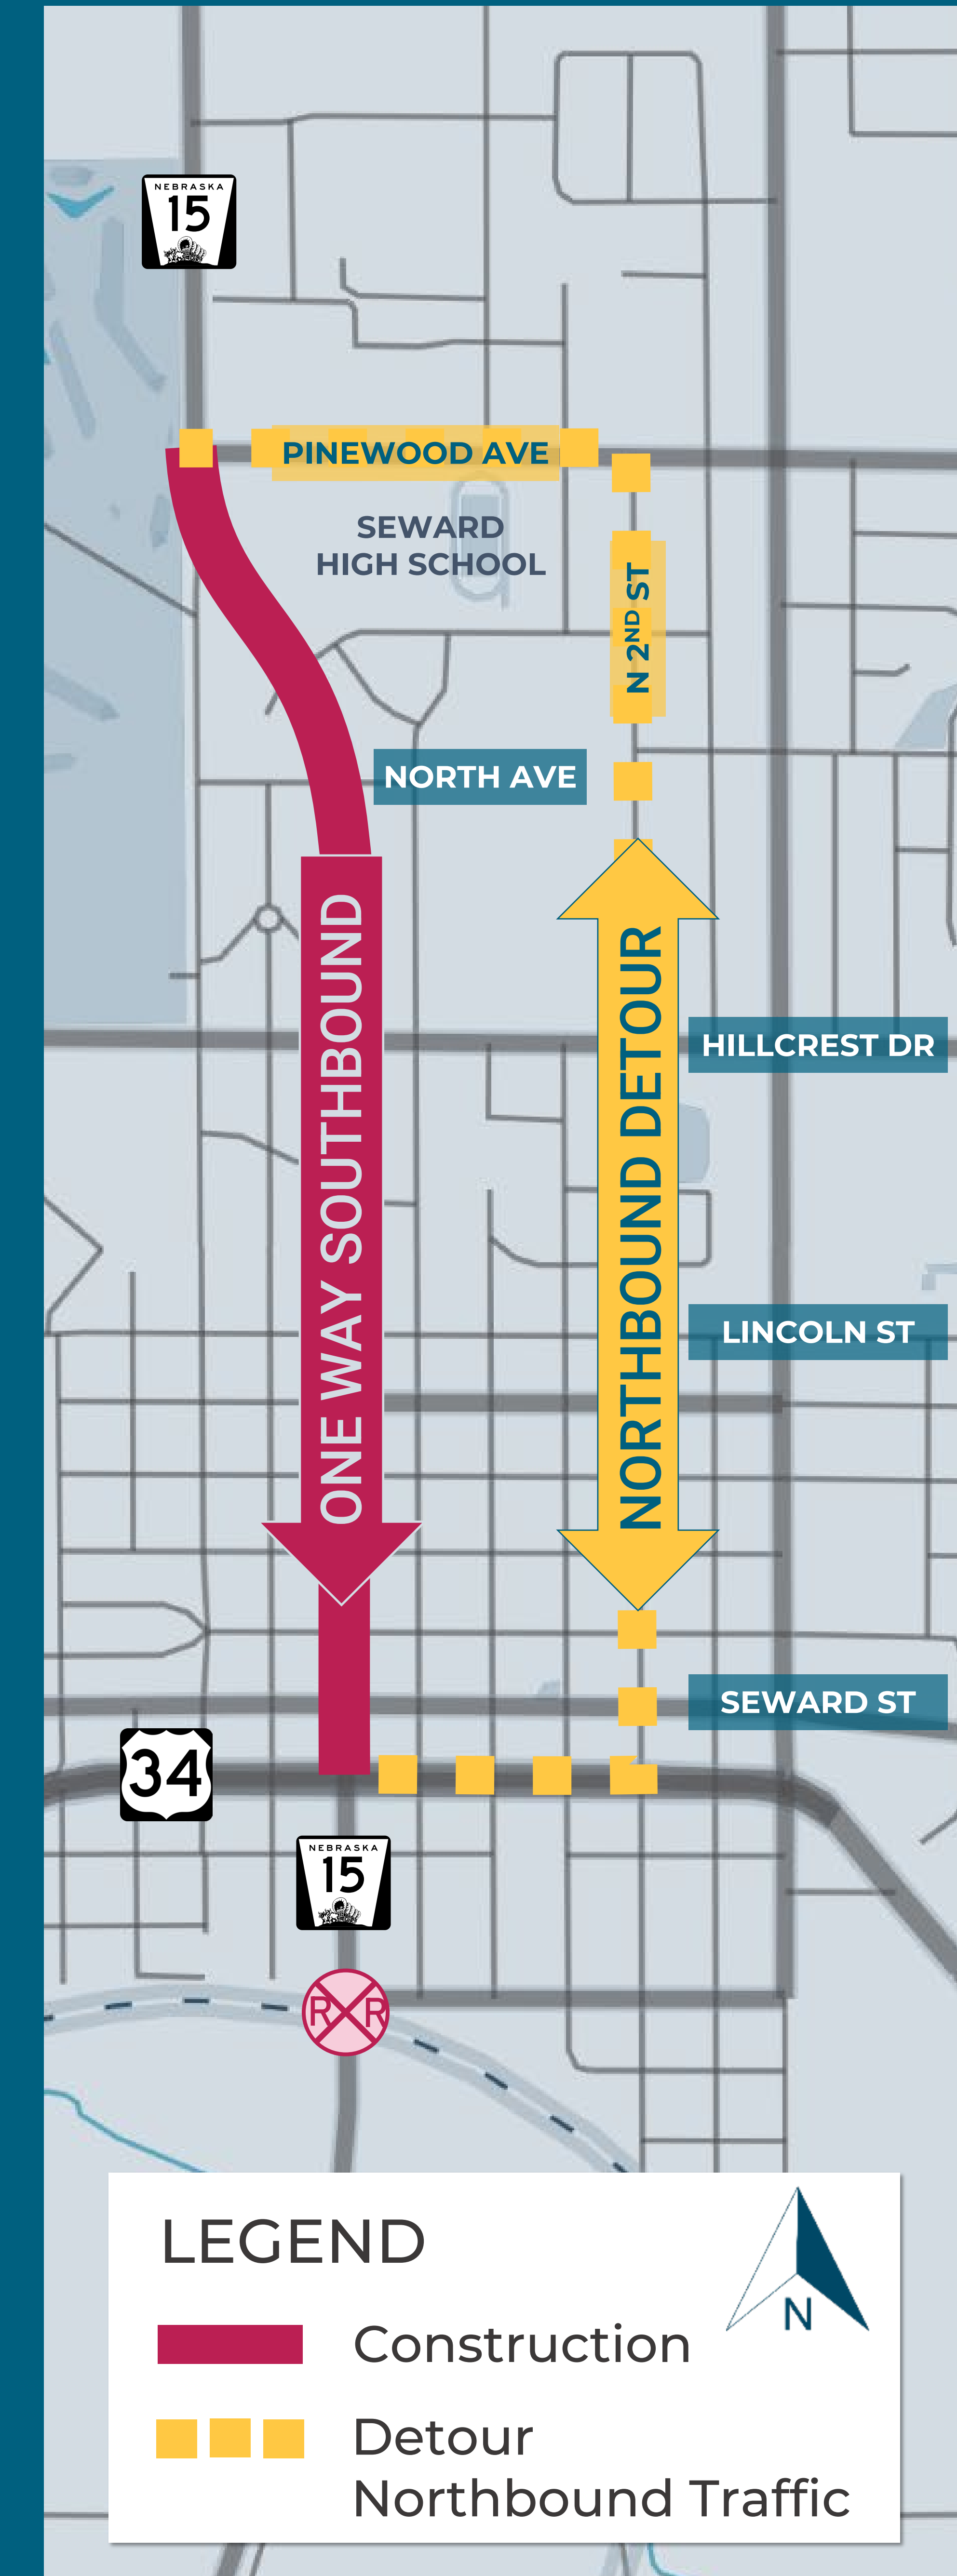 NEBRASKA
15
PINEWOOD AVE
SEWARD
HIGH SCHOOL
N 2ND ST
NORTH AVE
ONE WAY SOUTHBOUND
NORTHBOUND DETOUR
HILLCREST DR
LINCOLN ST
SEWARD ST
34
NEBRASKA
15
R R
LEGEND
N
Construction
Detour
Northbound Traffic